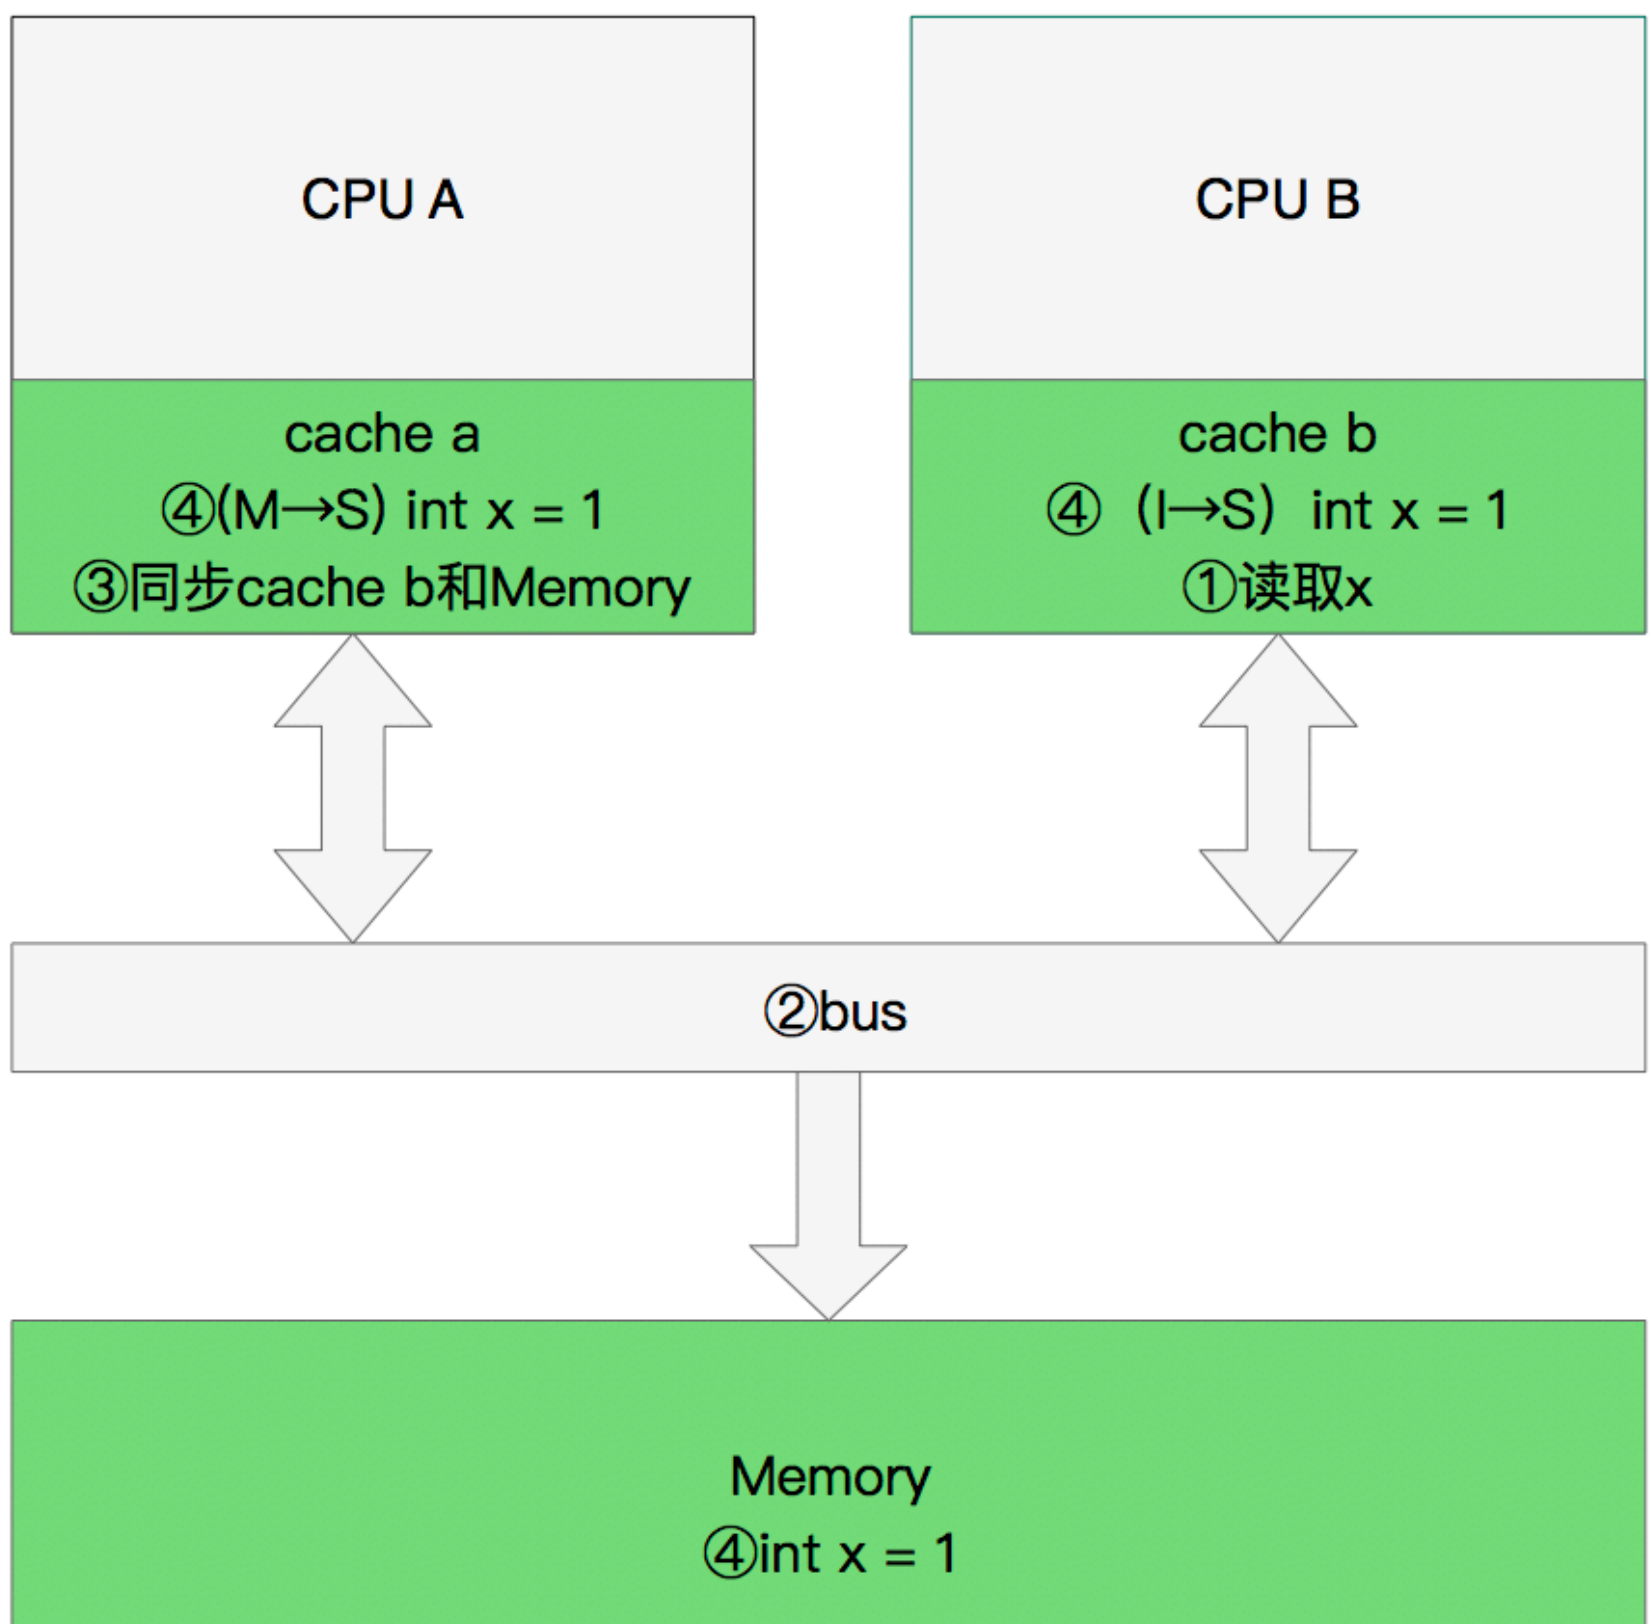 CPU A
cache a
④(M→S) int x = 1
③同步cache b和Memory
CPU B
cache b
④（I→S）int x = 1
①读取x
②bus
Memory
④int x = 1